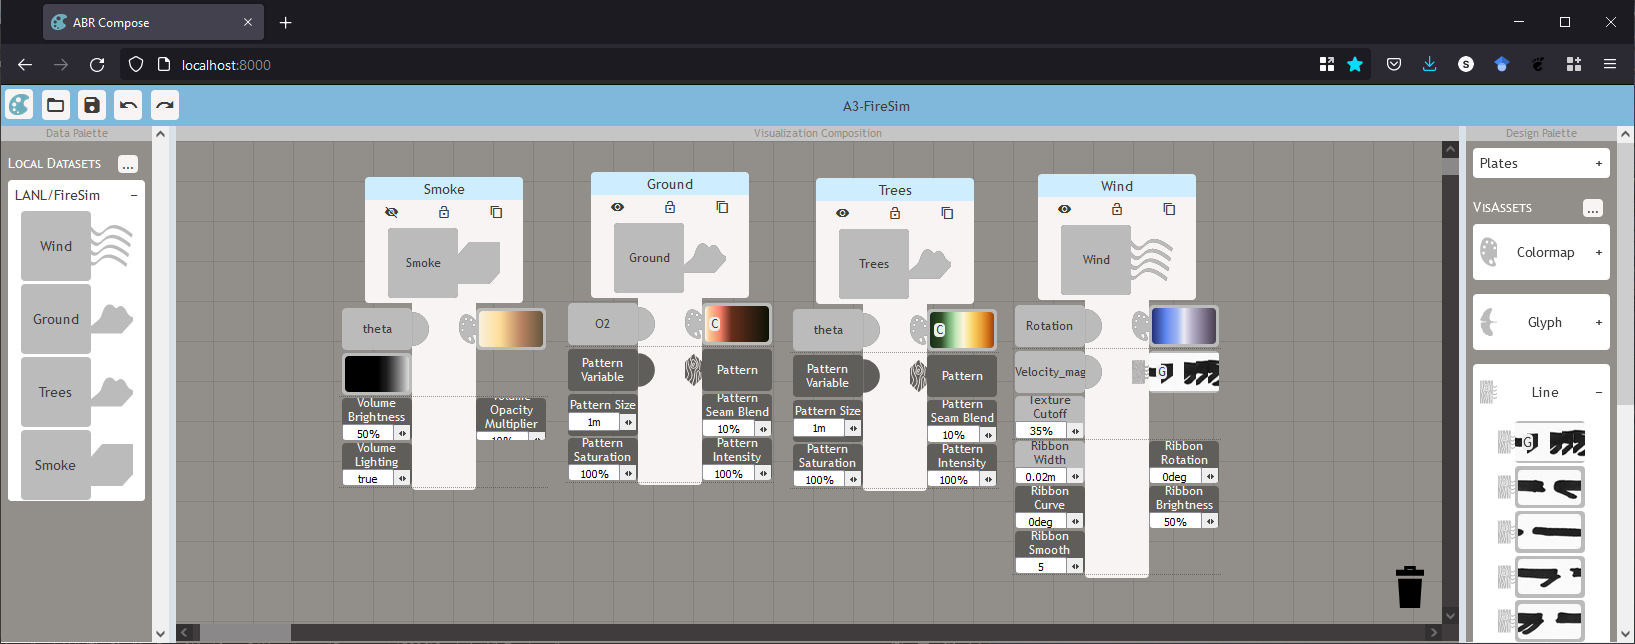 ABR Compose
localhost:8000
S
A3-FireSim
Data Palette
Visualization Composition
Design Palette
LOCAL DATASETS
...
LANL/FireSim
Wind
Ground
Trees
Smoke
Smoke
Smoke
theta
Volume
Brightness
50%
Volume
Opacity
Multiplier
Volume
Lighting
true
Ground
Ground
O2
C
Pattern
Variable
Pattern
Pattern Size
1m
Pattern
Seam Blend
10%
Pattern
Saturation
100%
Pattern
Intensity
100%
Trees
Trees
theta
C
Pattern
Variable
Pattern
Pattern Size
1m
Pattern
Seam Blend
10%
Pattern
Saturation
100%
Pattern
Intensity
100%
Wind
Wind
Rotation
Velocity_mag
G
Texture
Cutoff
35%
Ribbon
Width
0.02m
Ribbon
Rotation
0deg
Ribbon
Curve
0deg
Ribbon
Brightness
50%
Ribbon
Smooth
5
Plates
+
VISASSETS
...
Colormap
+
Glyph
+
Line
−
G